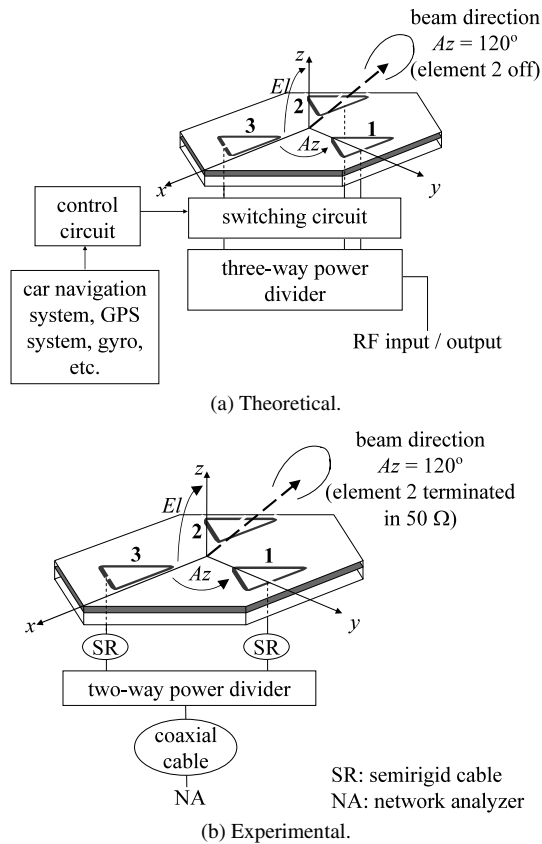 beam direction
Az = 120°
(element 2 off)
z
El
2
3
1
Az
x
y
control
circuit
switching circuit
three-way power
divider
car navigation
system, GPS
system, gyro,
etc.
RF input / output
(a) Theoretical.
beam direction
Az = 120°
(element 2 terminated
in 50 Ω)
z
El
2
3
1
Az
x
y
SR
SR
two-way power divider
coaxial
cable
NA
SR: semirigid cable
NA: network analyzer
(b) Experimental.